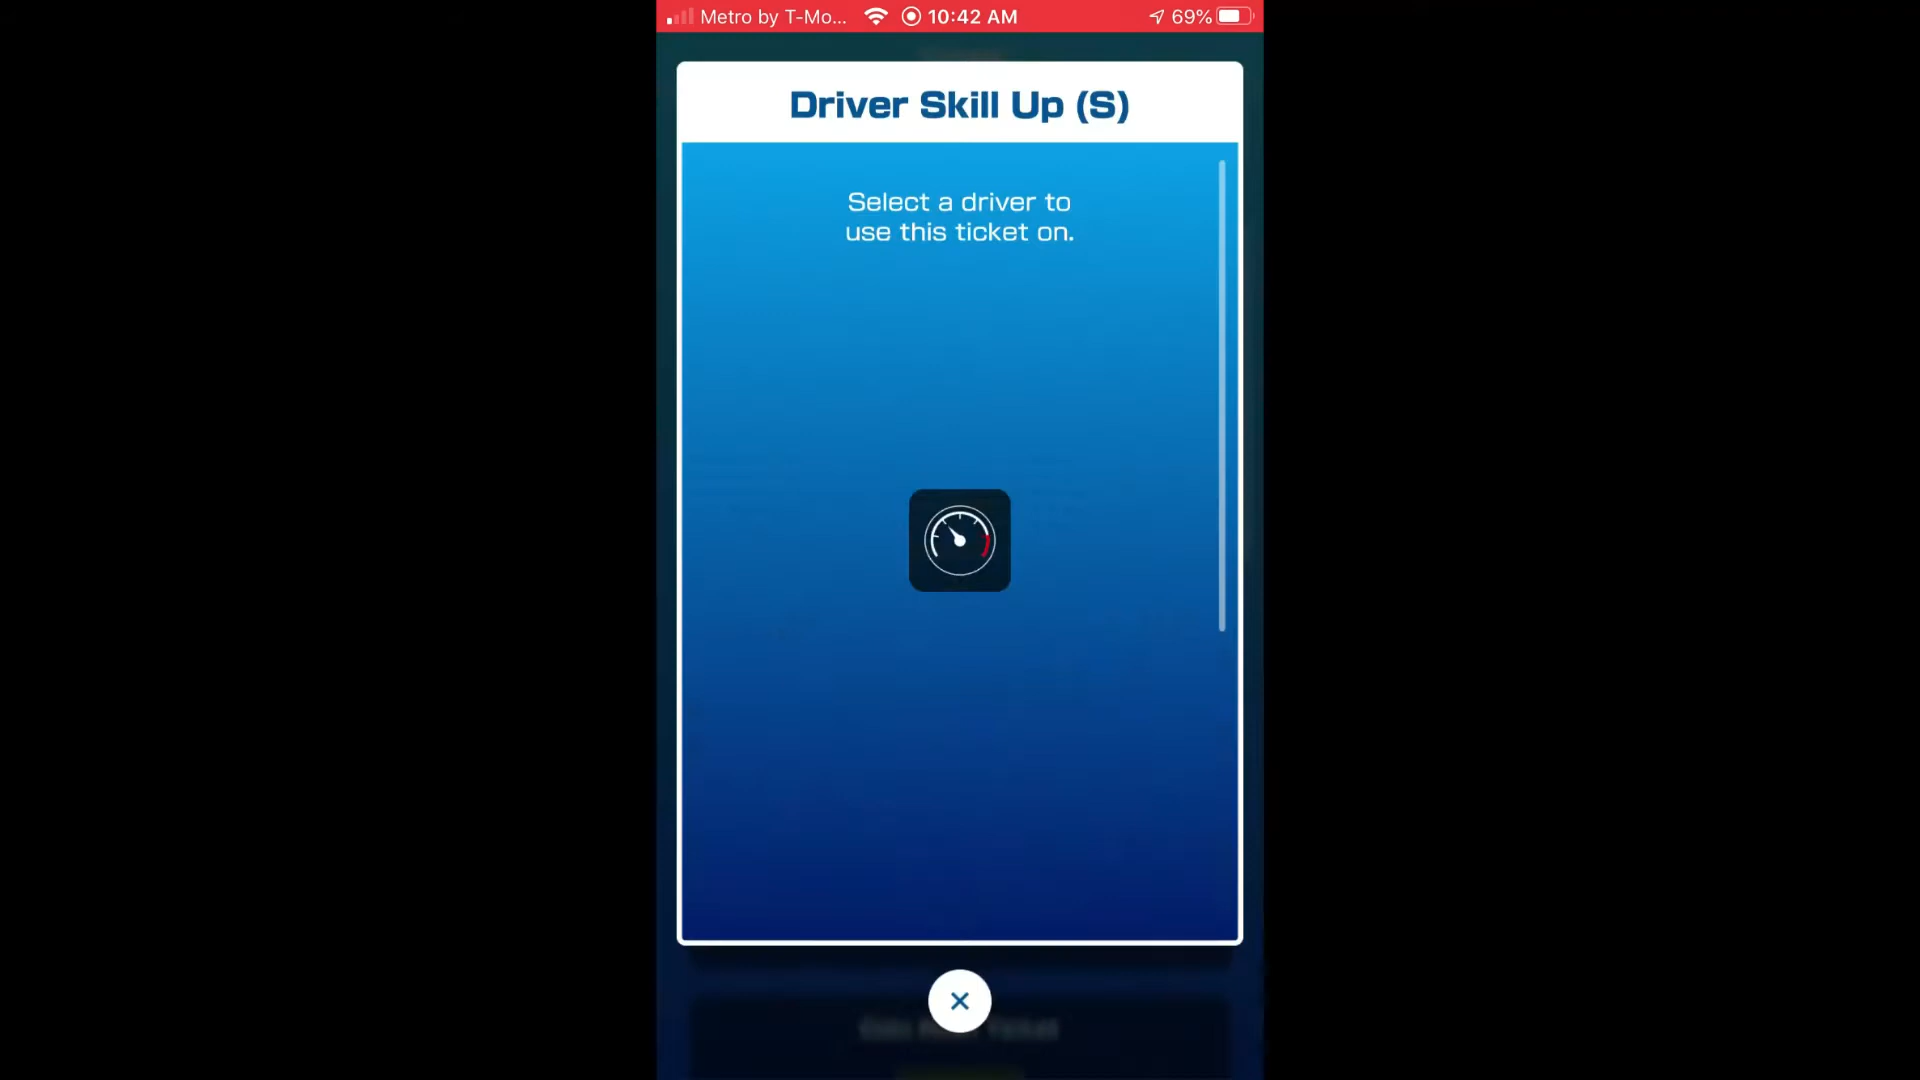 Metro by T-Mo... 10:42 AM 69%
Driver Skill Up (S)
Select a driver to
use this ticket on.